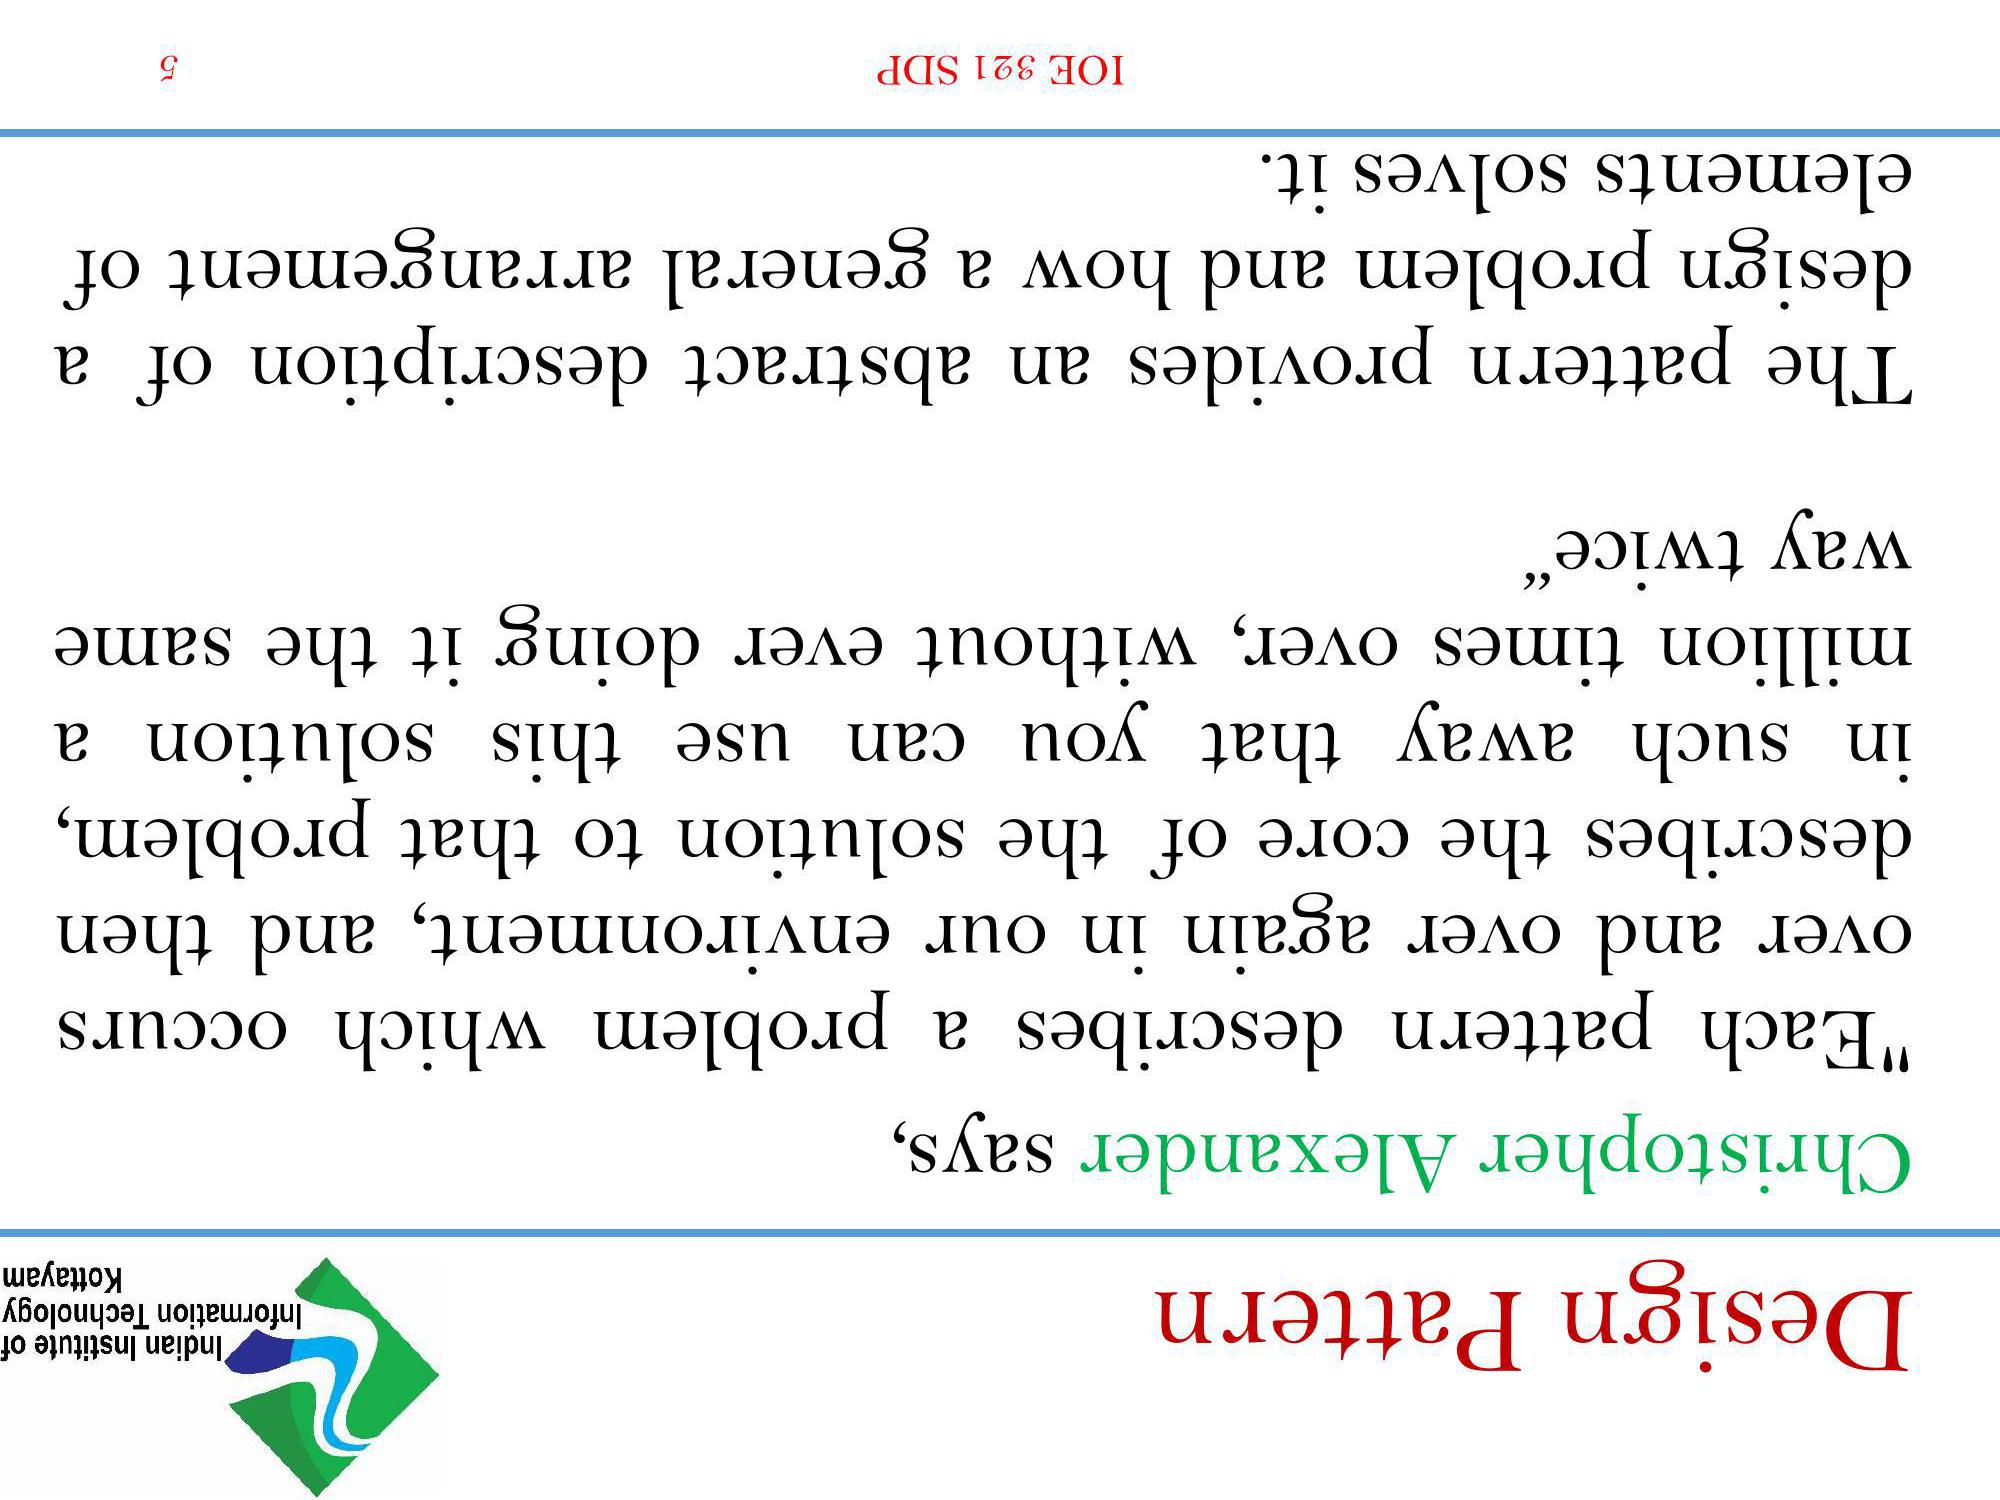 Design Pattern
Indian Institute of
Information Technology
Kottayam
Christopher Alexander says,
"Each pattern describes a problem which occurs
over and over again in our environment, and then
describes the core of the solution to that problem,
in such away that you can use this solution a
million times over, without ever doing it the same
way twice“
The pattern provides an abstract description of a
design problem and how a general arrangement of
elements solves it.
IOE 321 SDP
5